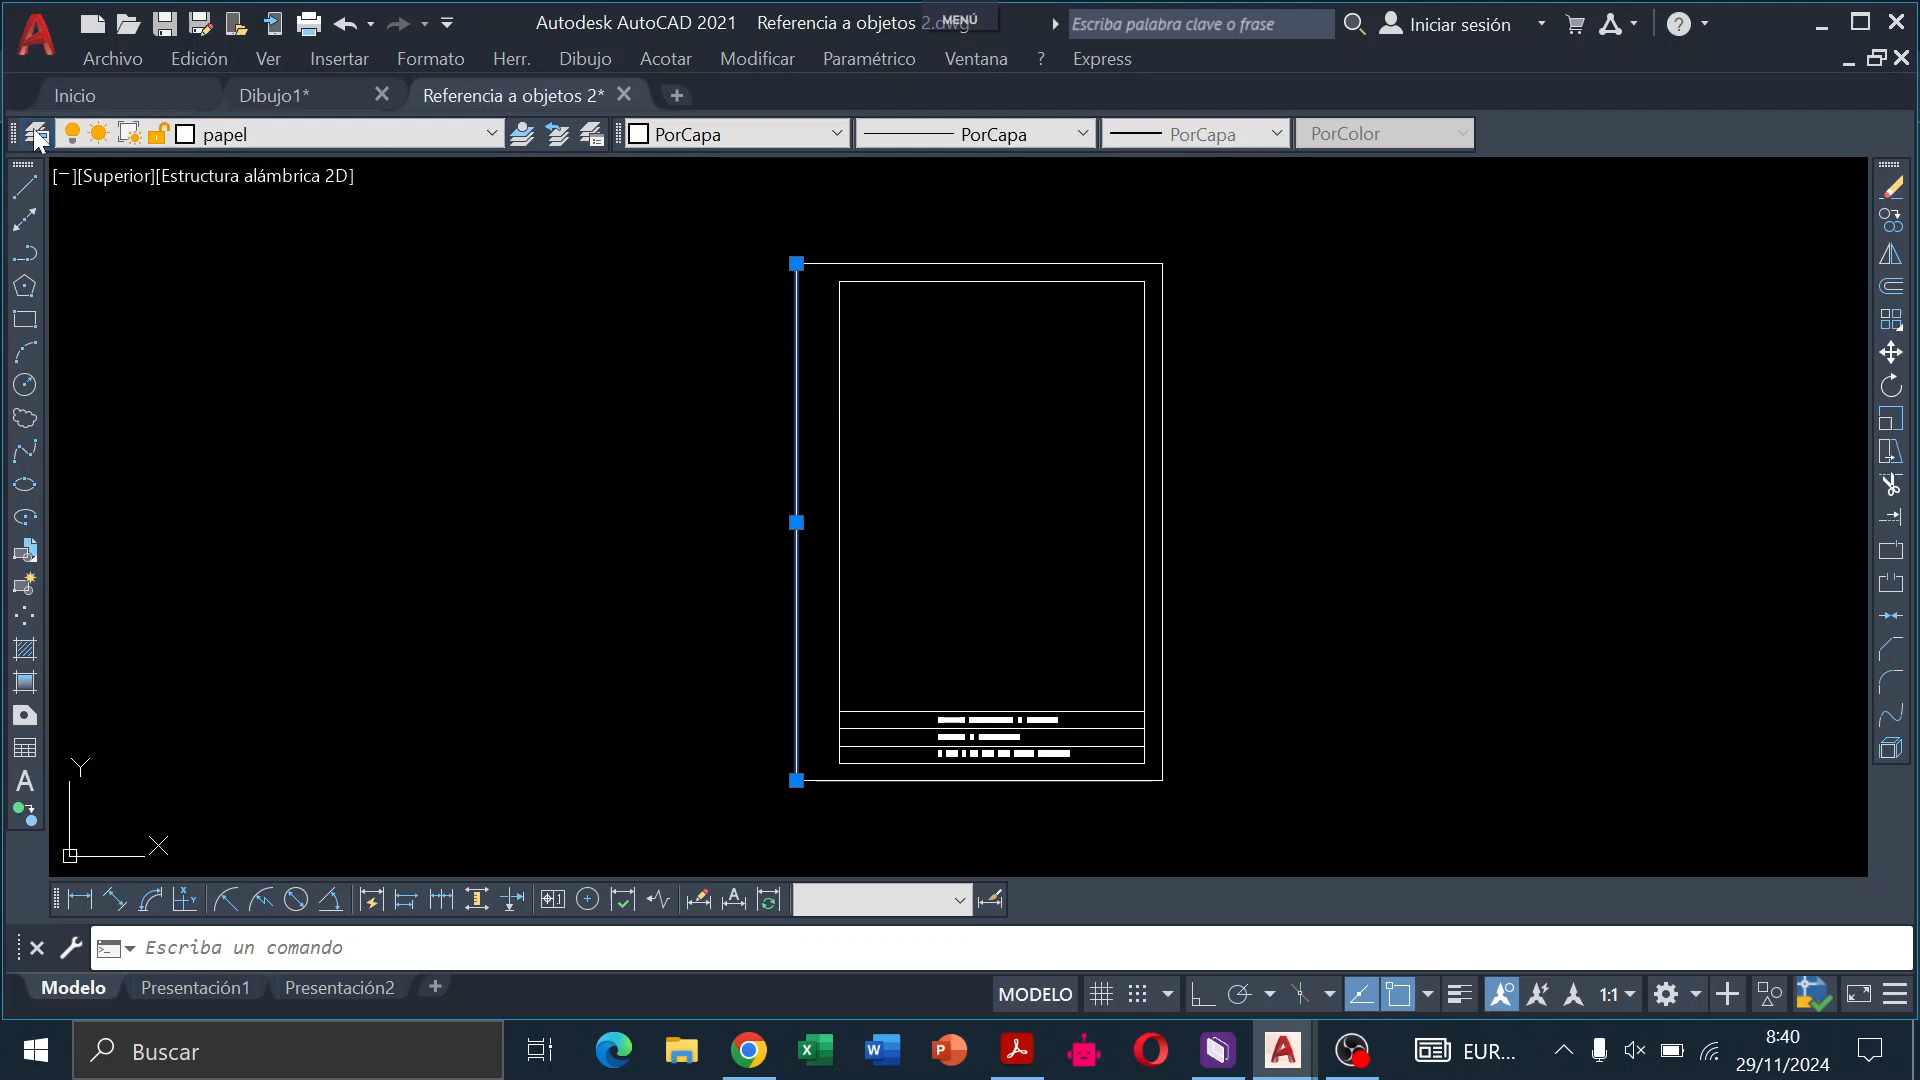 Autodesk AutoCAD 2021 Referencia a objetos 2.dwg
MENÚ
Escriba palabra clave o frase
Iniciar sesión
Archivo Edición Ver Insertar Formato Herr. Dibujo Acotar Modificar Paramétrico Ventana ? Express
Inicio Dibujo1* Referencia a objetos 2*
papel PorCapa PorCapa PorCapa PorColor
[−][Superior][Estructura alámbrica 2D]
Y
X
Escriba un comando
Modelo Presentación1 Presentación2
MODELO 1:1
Buscar
EUR...
8:40
29/11/2024